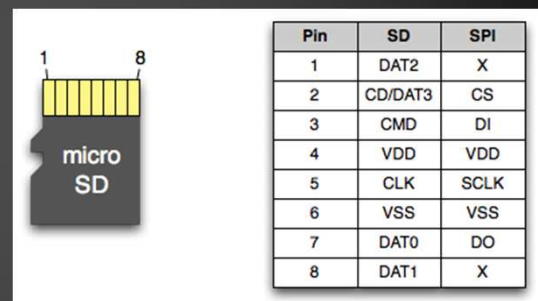 1 8
micro
SD
Pin SD SPI
1 DAT2 X
2 CD/DAT3 CS
3 CMD DI
4 VDD VDD
5 CLK SCLK
6 VSS VSS
7 DAT0 DO
8 DAT1 X